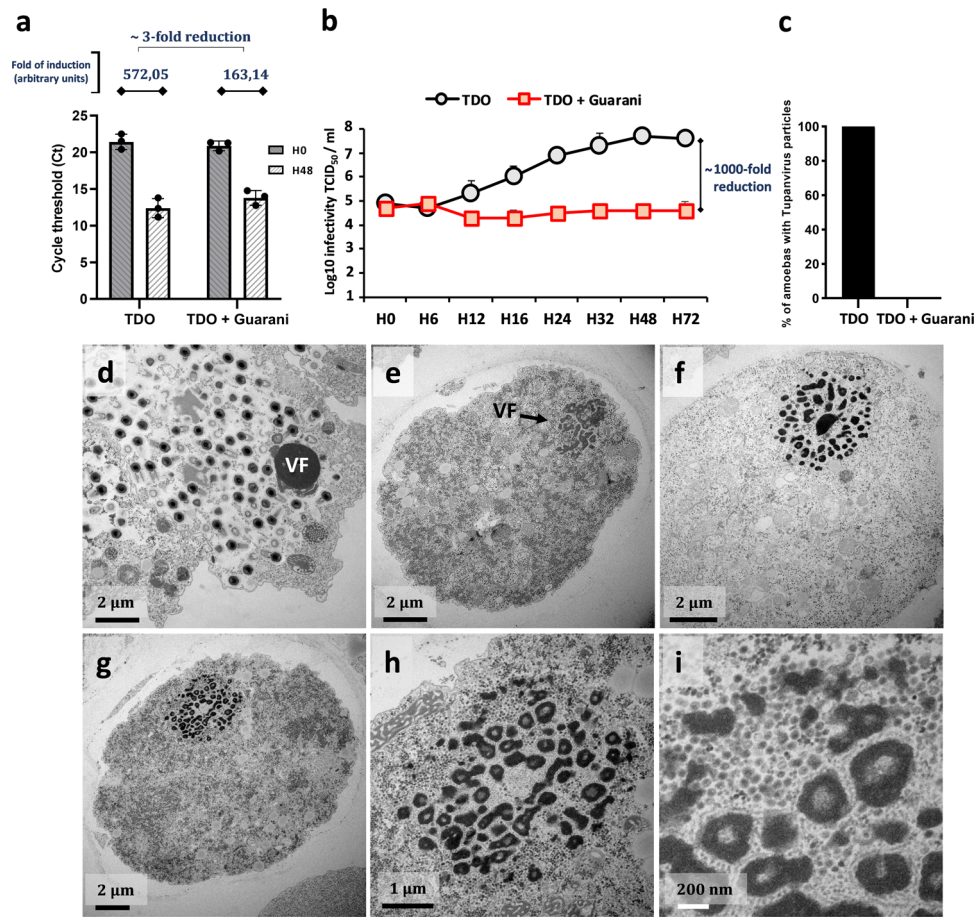 a
~ 3-fold reduction
Fold of induction
(arbitrary units)
572,05
163,14
25
20
15
10
5
0
Cycle threshold (Ct)
H0
H48
TDO
TDO + Guarani
b
TDO
TDO + Guarani
8
7
6
5
4
3
2
1
Log10 infectivity TCID50 / ml
~1000-fold
reduction
H0 H6 H12 H16 H24 H32 H48 H72
c
100
80
60
40
20
0
% of amoebas with Tupanvirus particles
TDO TDO + Guarani
d
VF
2 μm
e
VF
2 μm
f
2 μm
g
2 μm
h
1 μm
i
200 nm